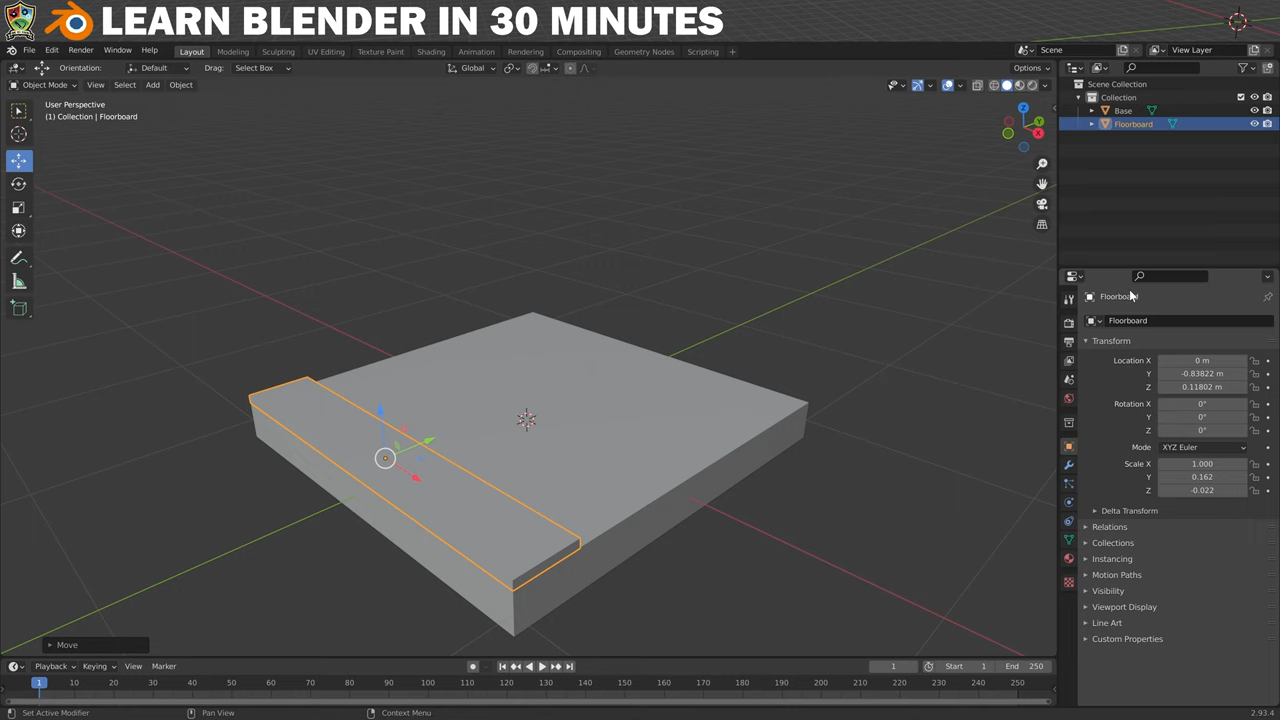 LEARN BLENDER IN 30 MINUTES
File Edit Render Window Help Layout Modeling Sculpting UV Editing Texture Paint Shading Animation Rendering Compositing Geometry Nodes Scripting + Scene View Layer
Orientation: Default Drag: Select Box Global Options
Object Mode View Select Add Object
User Perspective
(1) Collection | Floorboard
Z
Y
X
Scene Collection
Collection
Base
Floorboard
Floorboard
Floorboard
Transform
Location X 0 m
Y -0.83822 m
Z 0.11802 m
Rotation X 0°
Y 0°
Z 0°
Mode XYZ Euler
Scale X 1.000
Y 0.162
Z -0.022
Delta Transform
Relations
Collections
Instancing
Motion Paths
Visibility
Viewport Display
Line Art
Custom Properties
Move
Playback Keying View Marker 1 Start 1 End 250
1 10 20 30 40 50 60 70 80 90 100 110 120 130 140 150 160 170 180 190 200 210 220 230 240 250
Set Active Modifier Pan View Context Menu 2.93.4